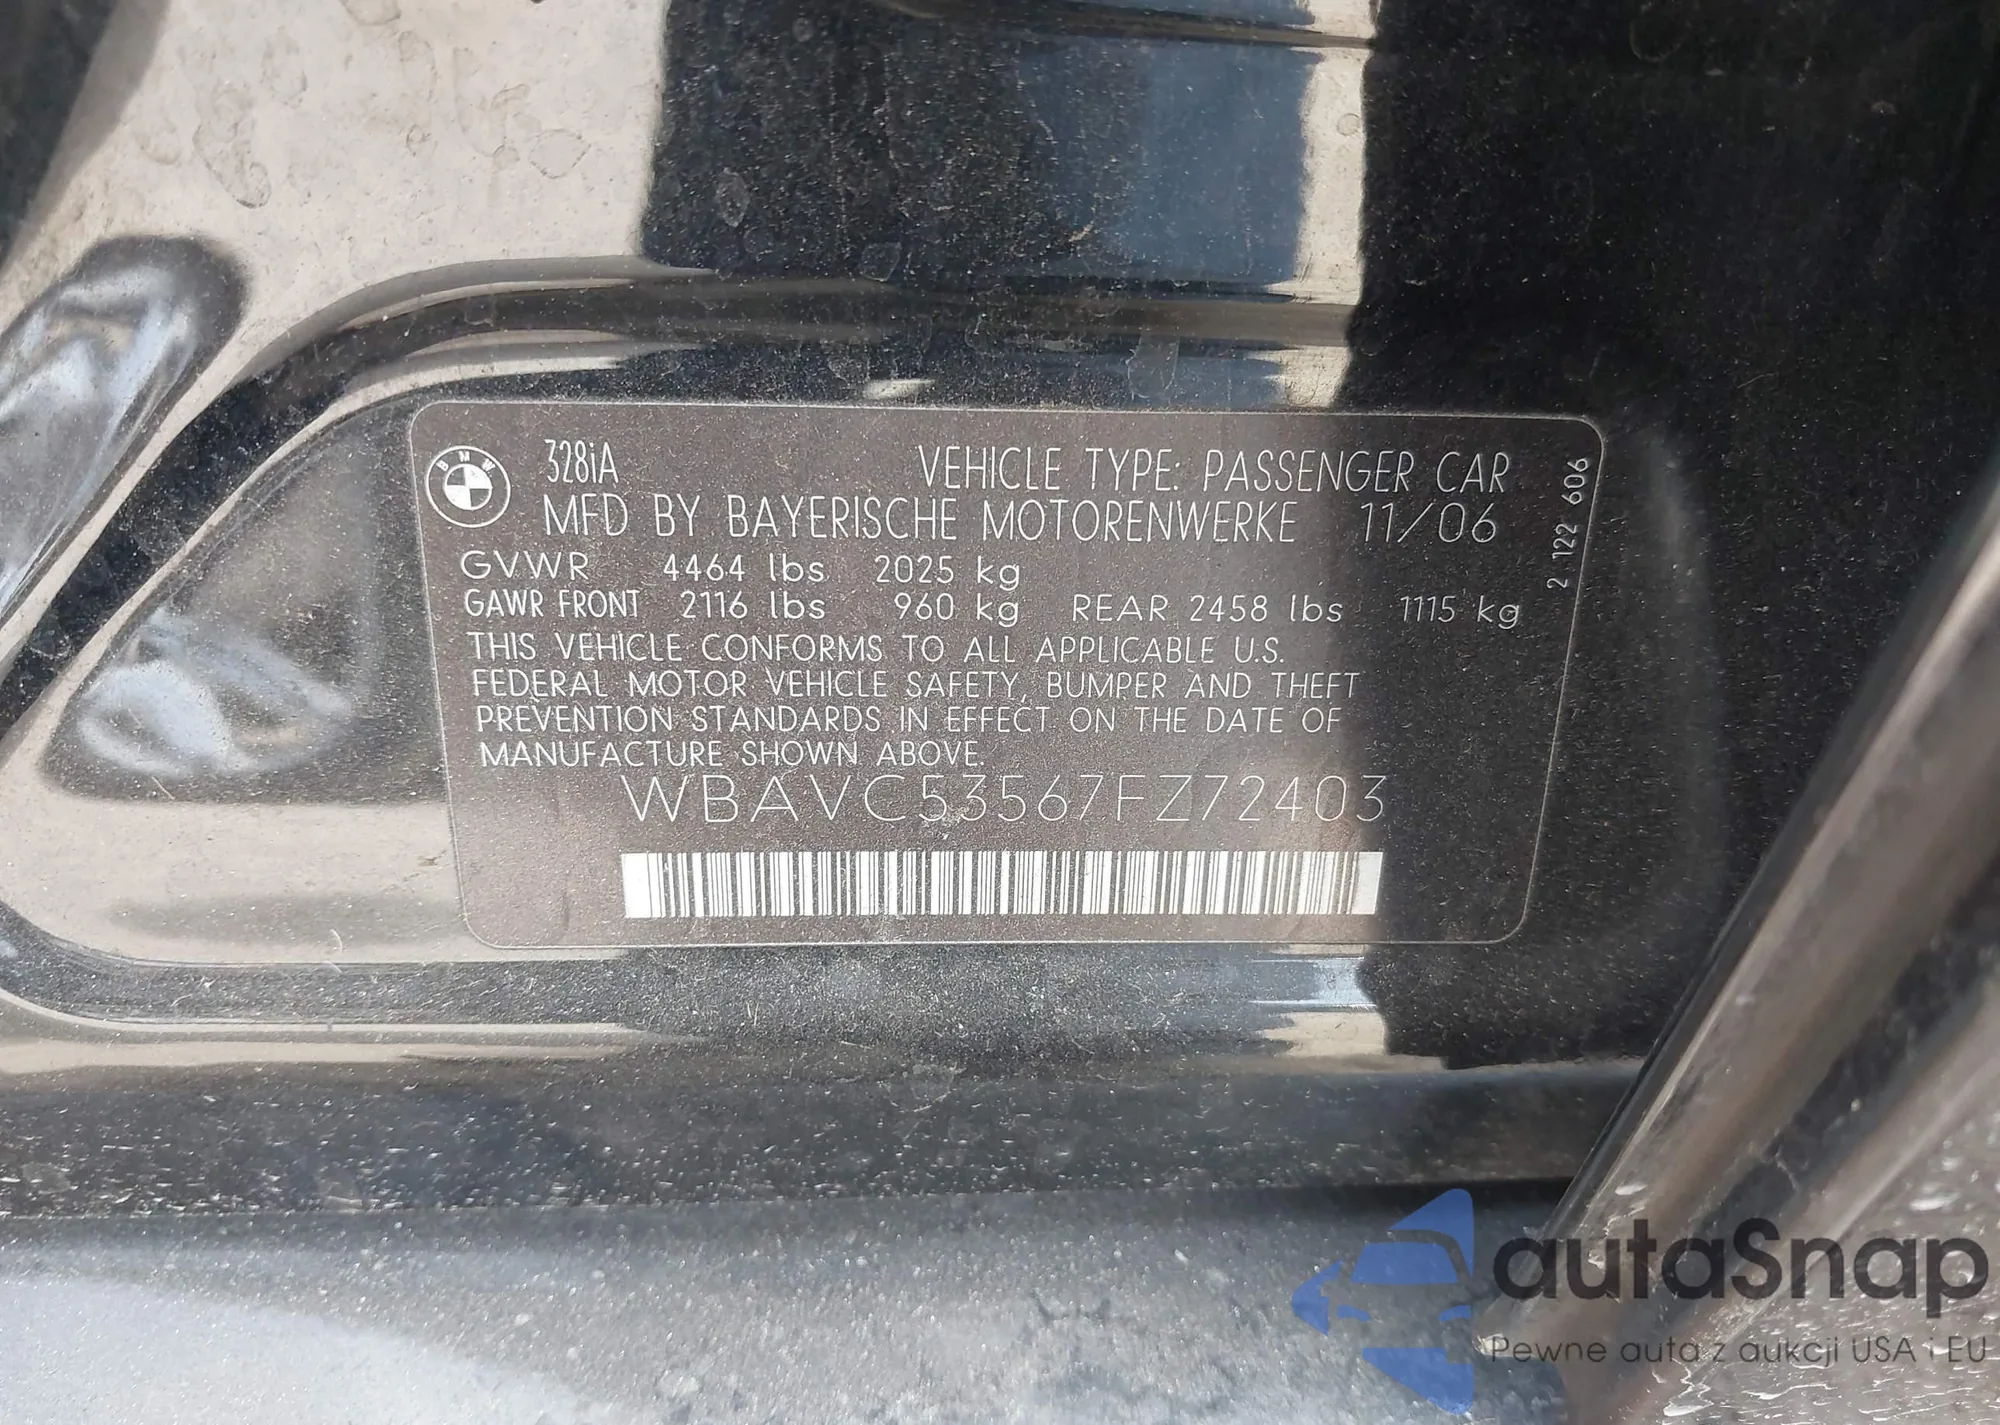 BMW
328iA VEHICLE TYPE: PASSENGER CAR
MFD BY BAYERISCHE MOTORENWERKE 11/06
GVWR 4464 lbs 2025 kg
GAWR FRONT 2116 lbs 960 kg REAR 2458 lbs 1115 kg
THIS VEHICLE CONFORMS TO ALL APPLICABLE U.S.
FEDERAL MOTOR VEHICLE SAFETY, BUMPER AND THEFT
PREVENTION STANDARDS IN EFFECT ON THE DATE OF
MANUFACTURE SHOWN ABOVE.
WBAVC53567FZ72403
2 122 606
autaSnap
Pewne auta z aukcji USA i EU